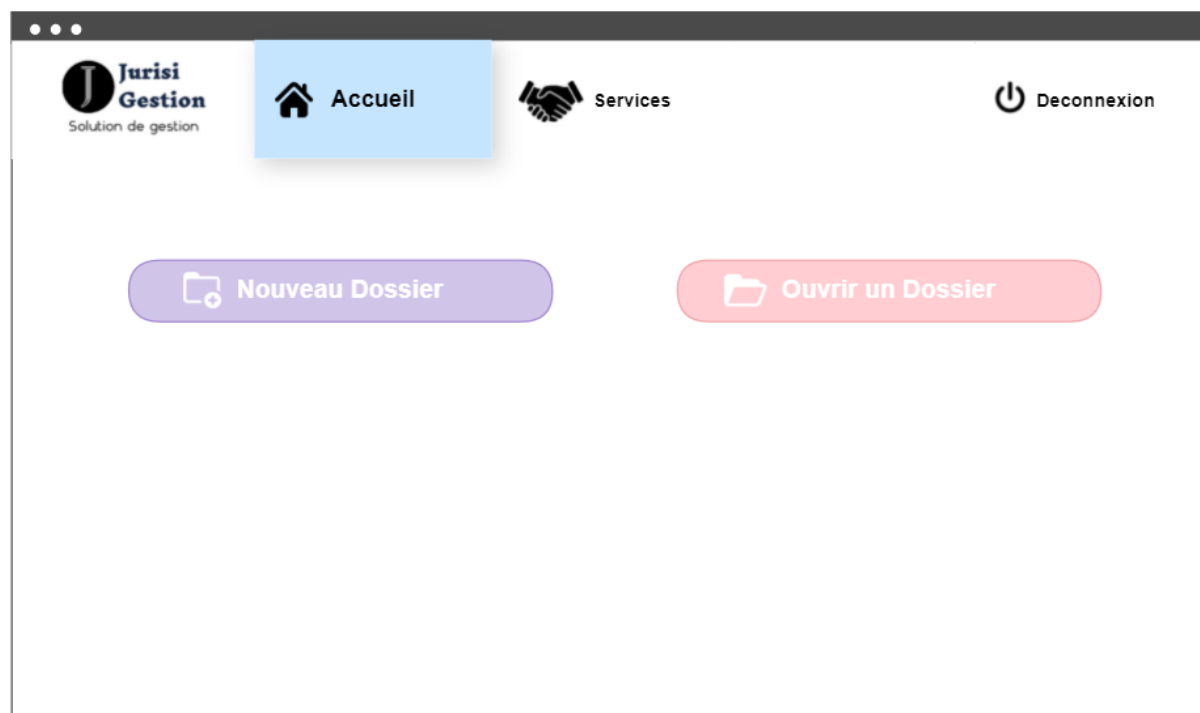 Jurisi
Gestion
Solution de gestion
Accueil
Services
Deconnexion
Nouveau Dossier
Ouvrir un Dossier